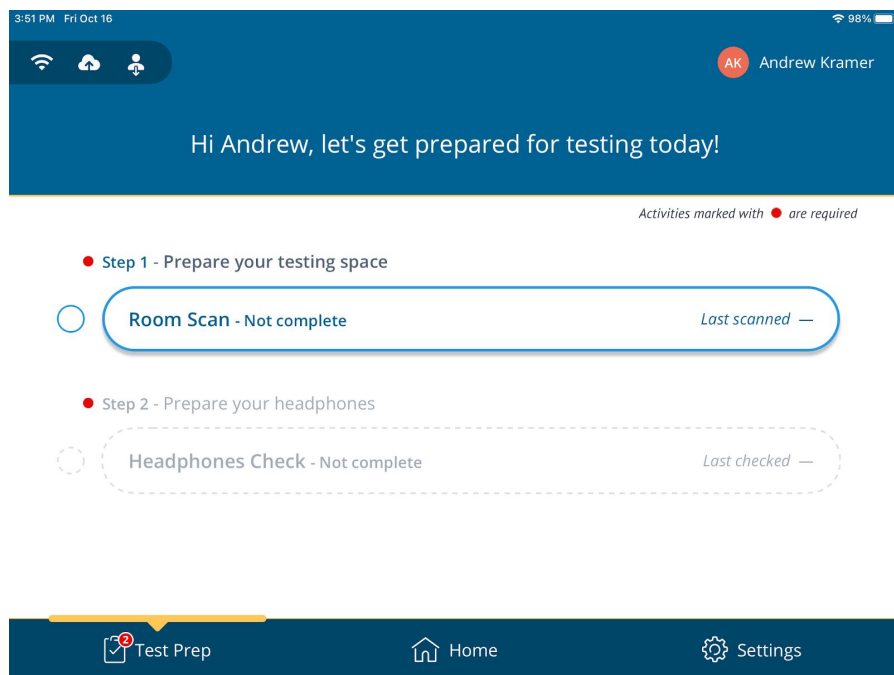 3:51 PM Fri Oct 16 98%
AK Andrew Kramer
Hi Andrew, let's get prepared for testing today!
Activities marked with ● are required
Step 1 - Prepare your testing space
Room Scan - Not complete Last scanned —
Step 2 - Prepare your headphones
Headphones Check - Not complete Last checked —
2 Test Prep Home Settings